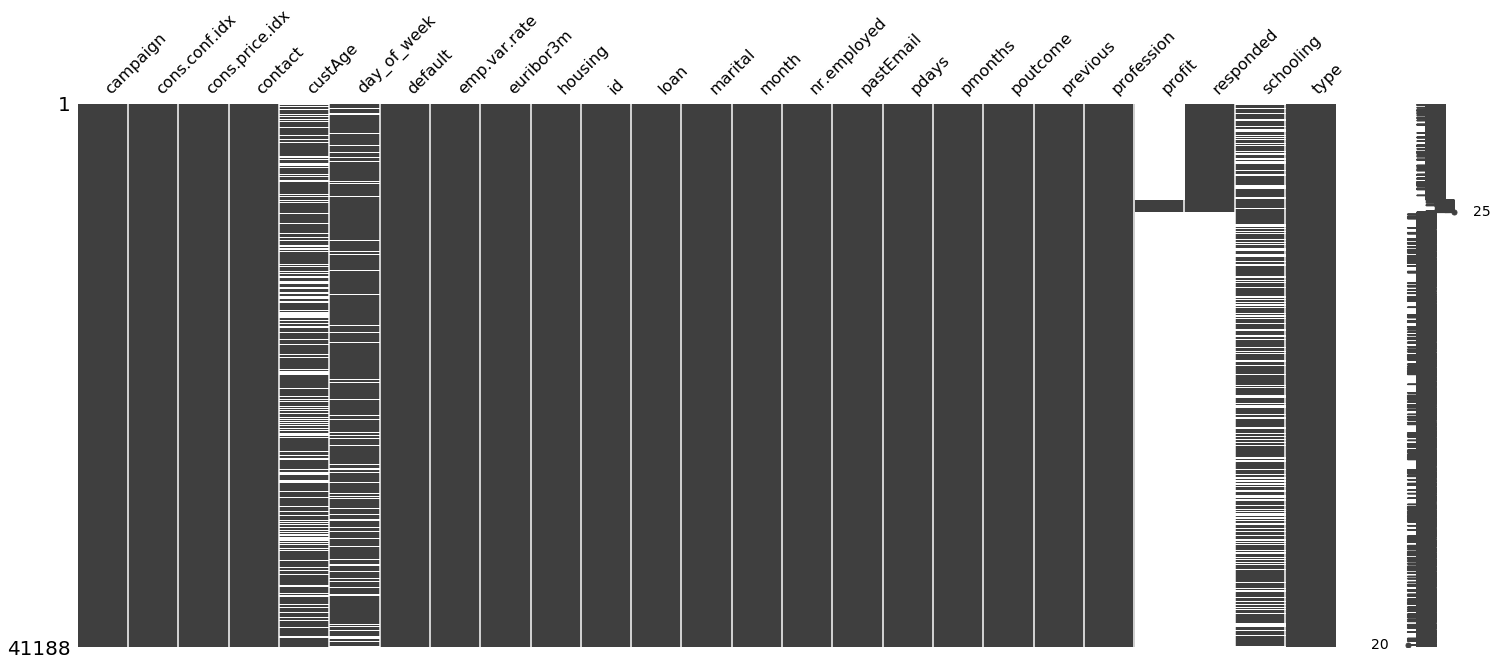 campaign
cons.conf.idx
cons.price.idx
contact
custAge
day_of_week
default
emp.var.rate
euribor3m
housing
id
loan
marital
month
nr.employed
pastEmail
pdays
pmonths
poutcome
previous
profession
profit
responded
schooling
type
1
25
41188
20